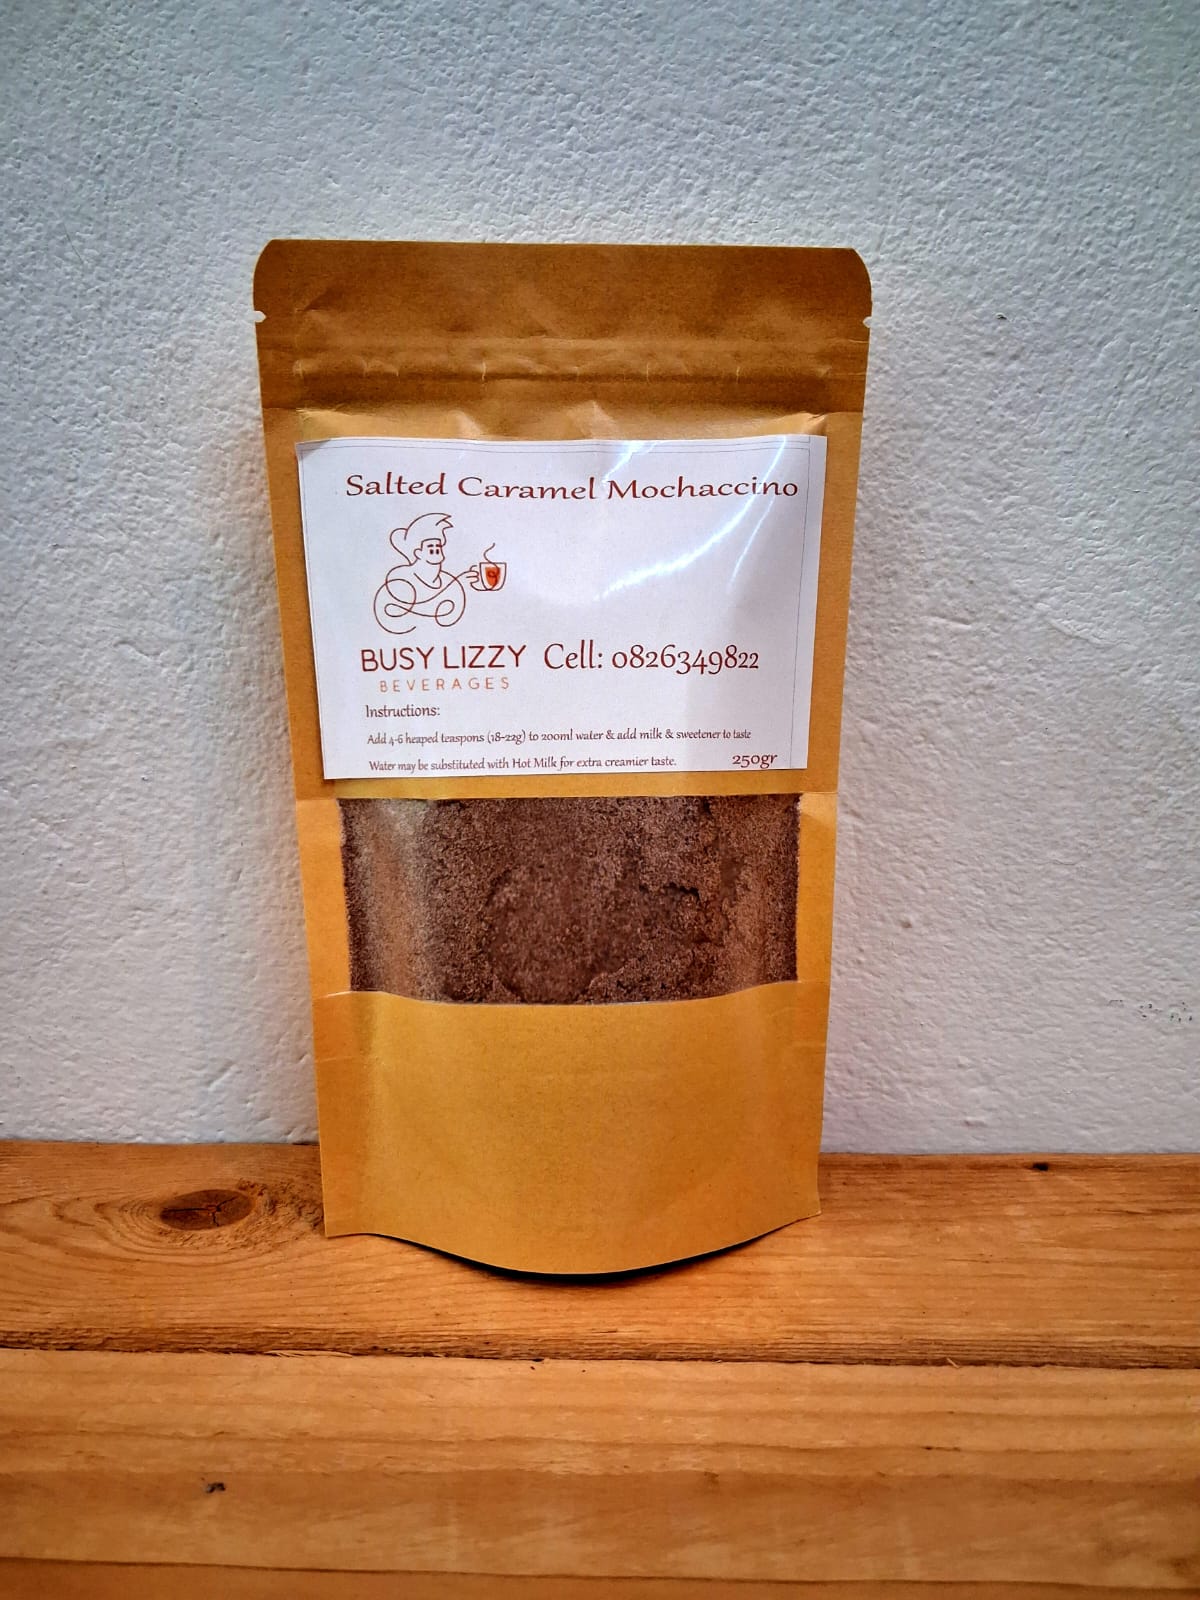 Salted Caramel Mochaccino
BUSY LIZZY Cell: 0826349822
BEVERAGES
Instructions:
Add 4-6 heaped teaspons (18-22g) to 200ml water & add milk & sweetener to taste
Water may be substituted with Hot Milk for extra creamier taste. 250gr